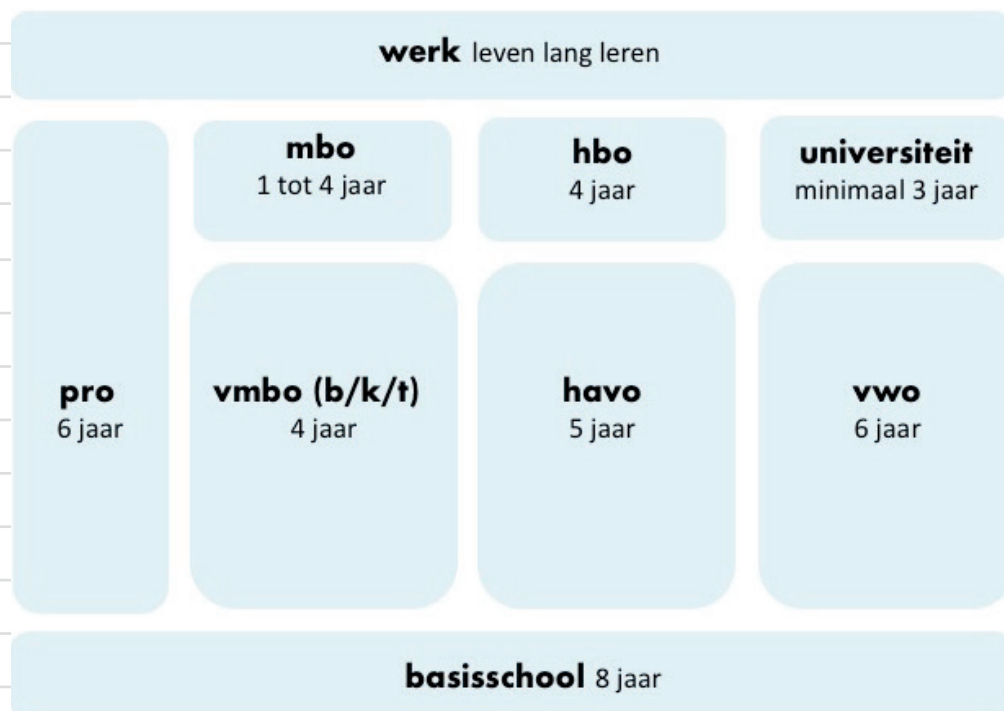 werk leven lang leren
mbo
1 tot 4 jaar
hbo
4 jaar
universiteit
minimaal 3 jaar
pro
6 jaar
vmbo (b/k/t)
4 jaar
havo
5 jaar
vwo
6 jaar
basisschool 8 jaar